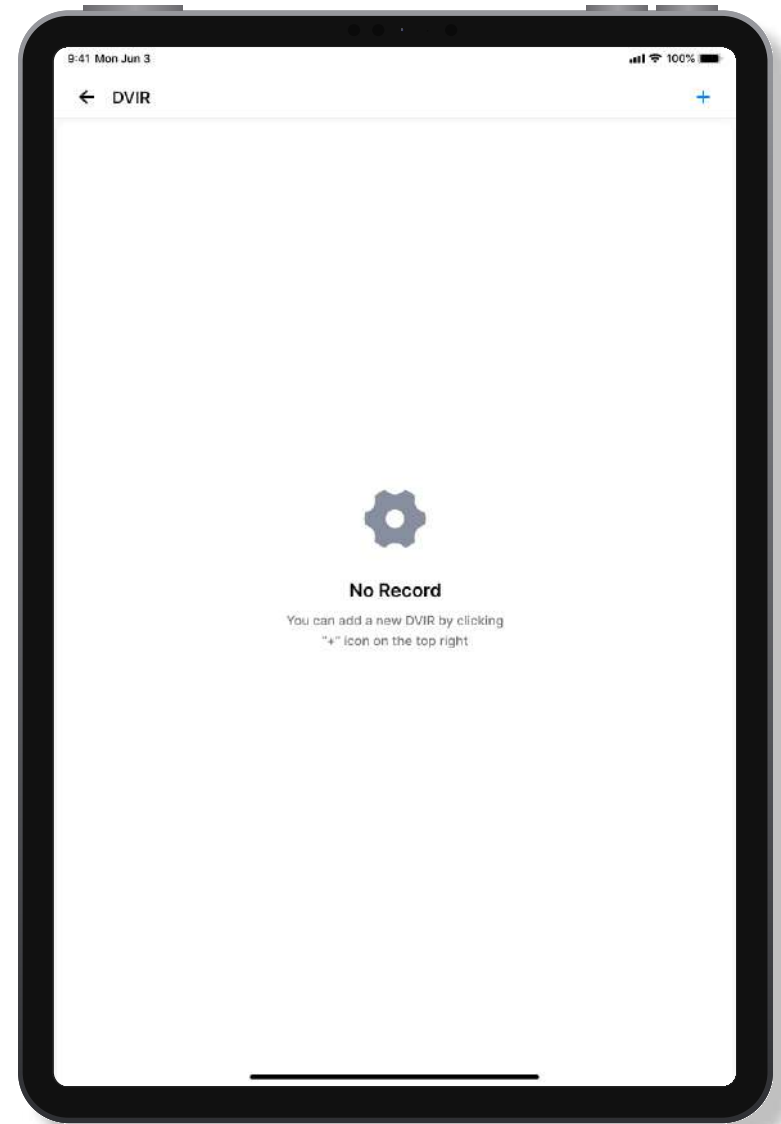 9:41 Mon Jun 3
100%
DVIR
+
No Record
You can add a new DVIR by clicking
"+" icon on the top right